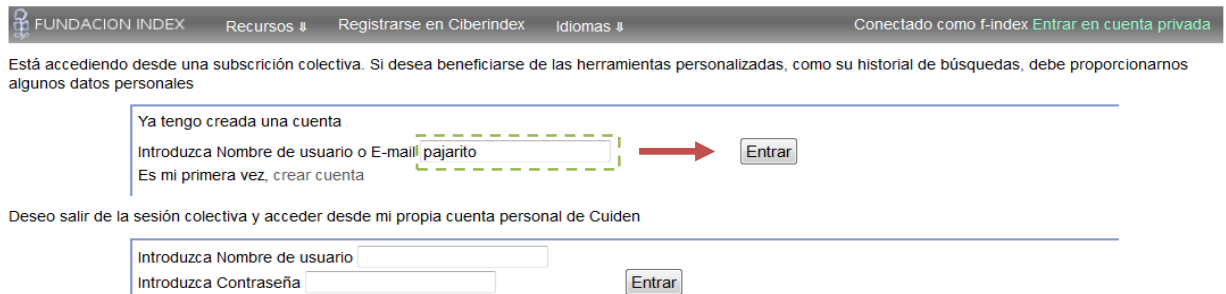 FUNDACION INDEX Recursos ⇓ Registrarse en Ciberindex Idiomas ⇓ Conectado como f-index Entrar en cuenta privada
Está accediendo desde una subscrición colectiva. Si desea beneficiarse de las herramientas personalizadas, como su historial de búsquedas, debe proporcionarnos
algunos datos personales
Ya tengo creada una cuenta
Introduzca Nombre de usuario o E-mail pajarito Entrar
Es mi primera vez, crear cuenta
Deseo salir de la sesión colectiva y acceder desde mi propia cuenta personal de Cuiden
Introduzca Nombre de usuario
Introduzca Contraseña Entrar